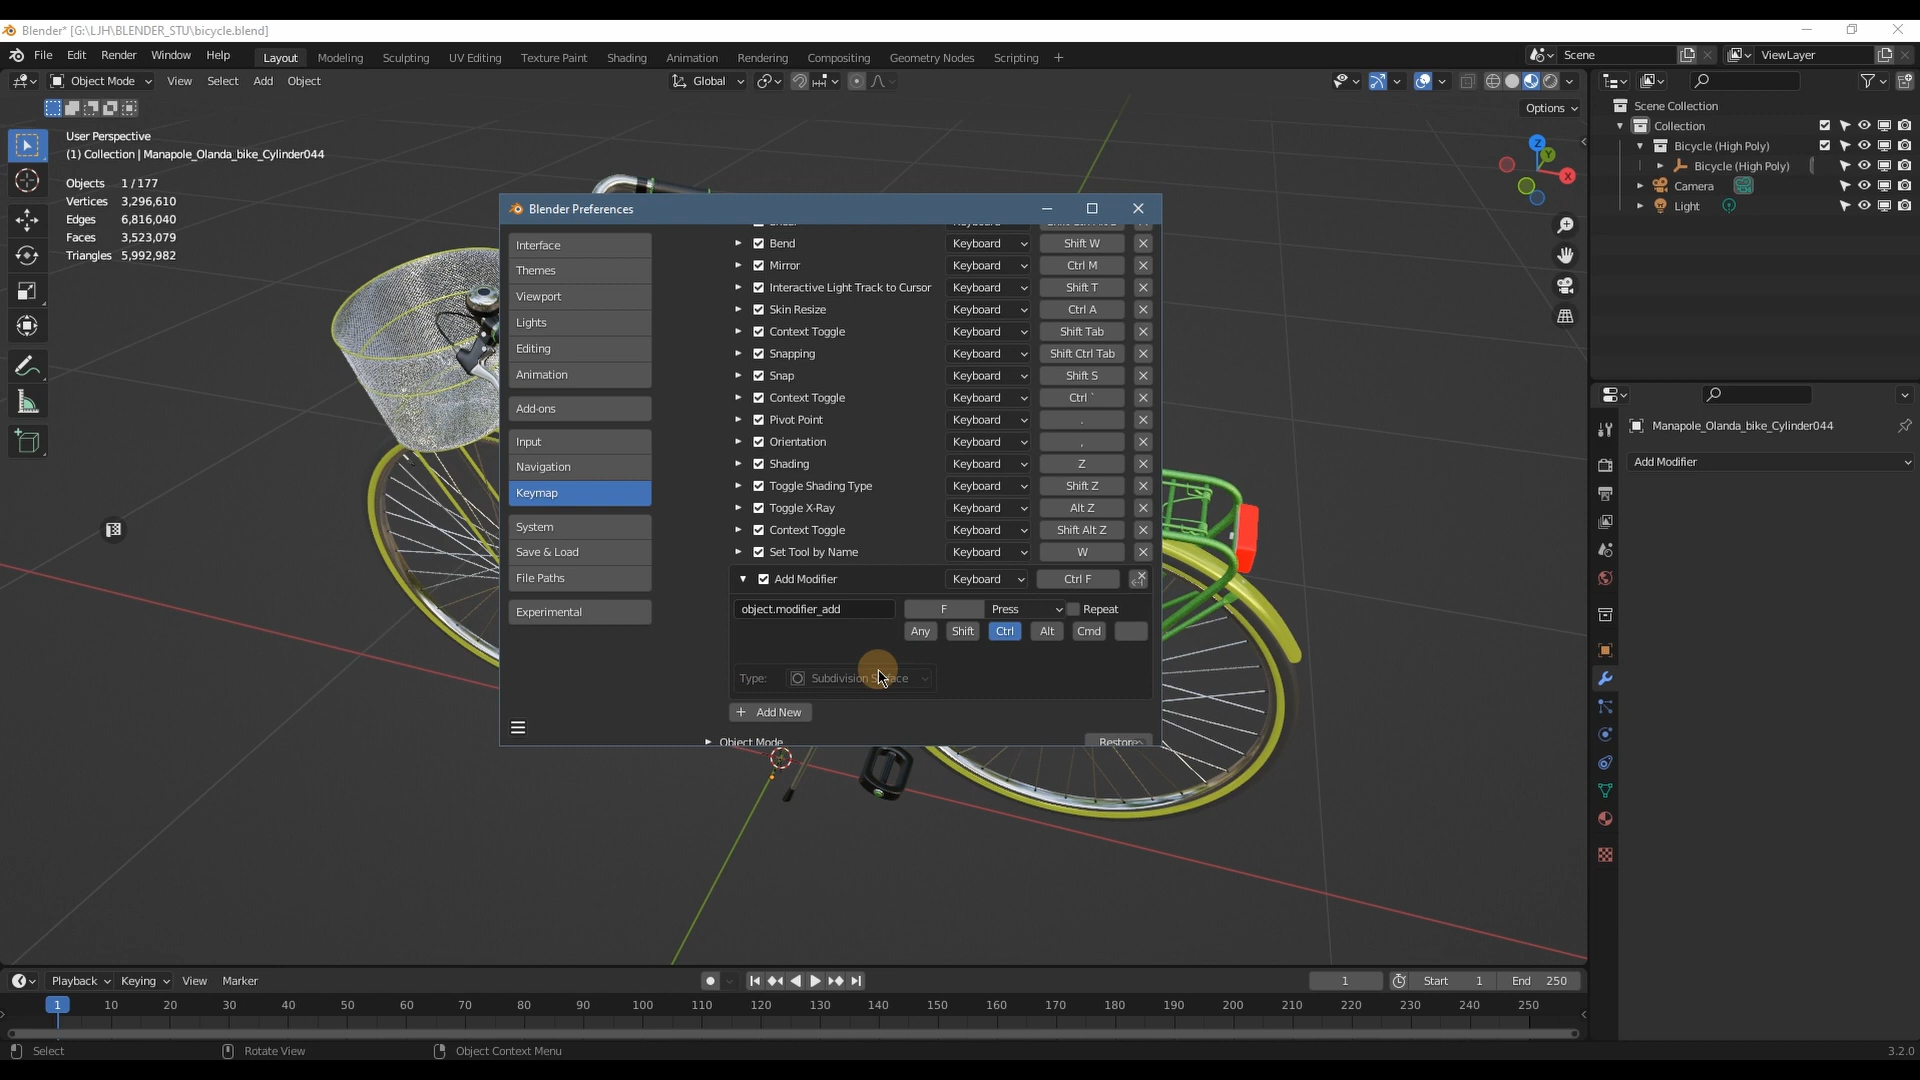 Blender* [G:\LJH\BLENDER_STU\bicycle.blend]
File Edit Render Window Help Layout Modeling Sculpting UV Editing Texture Paint Shading Animation Rendering Compositing Geometry Nodes Scripting + Scene ViewLayer
Object Mode View Select Add Object Global
Options
User Perspective
(1) Collection | Manapole_Olanda_bike_Cylinder044
Objects 1 / 177
Vertices 3,296,610
Edges 6,816,040
Faces 3,523,079
Triangles 5,992,982
Z
Y
X
Scene Collection
Collection
Bicycle (High Poly)
Bicycle (High Poly)
Camera
Light
Manapole_Olanda_bike_Cylinder044
Add Modifier
Blender Preferences
Interface
Themes
Viewport
Lights
Editing
Animation
Add-ons
Input
Navigation
Keymap
System
Save & Load
File Paths
Experimental
Bend Keyboard Shift W
Mirror Keyboard Ctrl M
Interactive Light Track to Cursor Keyboard Shift T
Skin Resize Keyboard Ctrl A
Context Toggle Keyboard Shift Tab
Snapping Keyboard Shift Ctrl Tab
Snap Keyboard Shift S
Context Toggle Keyboard Ctrl `
Pivot Point Keyboard .
Orientation Keyboard ,
Shading Keyboard Z
Toggle Shading Type Keyboard Shift Z
Toggle X-Ray Keyboard Alt Z
Context Toggle Keyboard Shift Alt Z
Set Tool by Name Keyboard W
Add Modifier Keyboard Ctrl F
object.modifier_add F Press Repeat
Any Shift Ctrl Alt Cmd
Type: Subdivision Surface
+ Add New
Object Mode Restore
Playback Keying View Marker 1 Start 1 End 250
1 10 20 30 40 50 60 70 80 90 100 110 120 130 140 150 160 170 180 190 200 210 220 230 240 250
Select Rotate View Object Context Menu 3.2.0